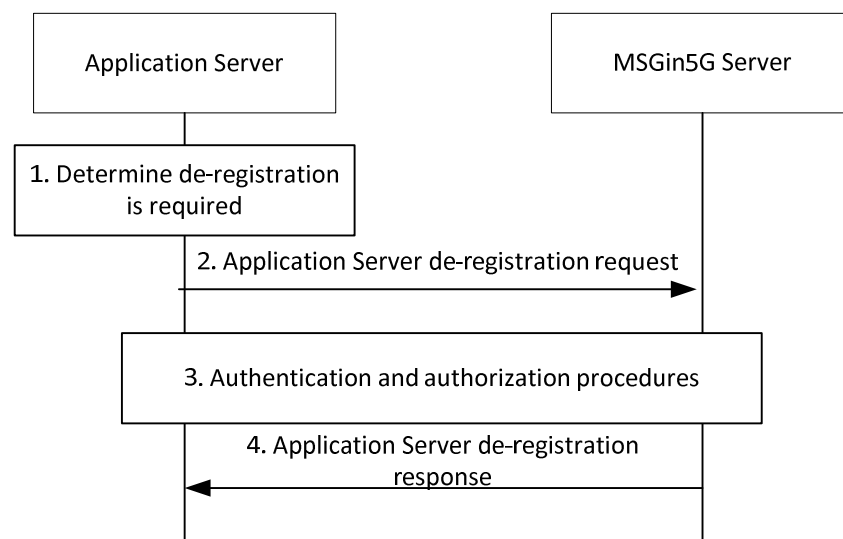 Application Server
MSGin5G Server
1. Determine de-registration
is required
2. Application Server de-registration request
3. Authentication and authorization procedures
4. Application Server de-registration
response